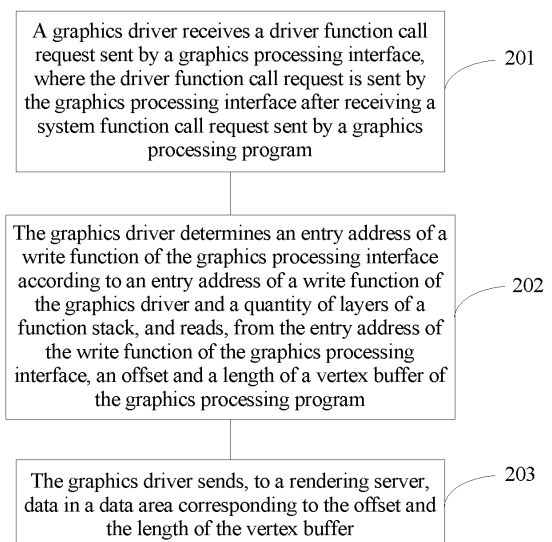 A graphics driver receives a driver function call
request sent by a graphics processing interface,
where the driver function call request is sent by
the graphics processing interface after receiving a
system function call request sent by a graphics
processing program
201
The graphics driver determines an entry address of a
write function of the graphics processing interface
according to an entry address of a write function of
the graphics driver and a quantity of layers of a
function stack, and reads, from the entry address of
the write function of the graphics processing
interface, an offset and a length of a vertex buffer of
the graphics processing program
202
The graphics driver sends, to a rendering server,
data in a data area corresponding to the offset and
the length of the vertex buffer
203